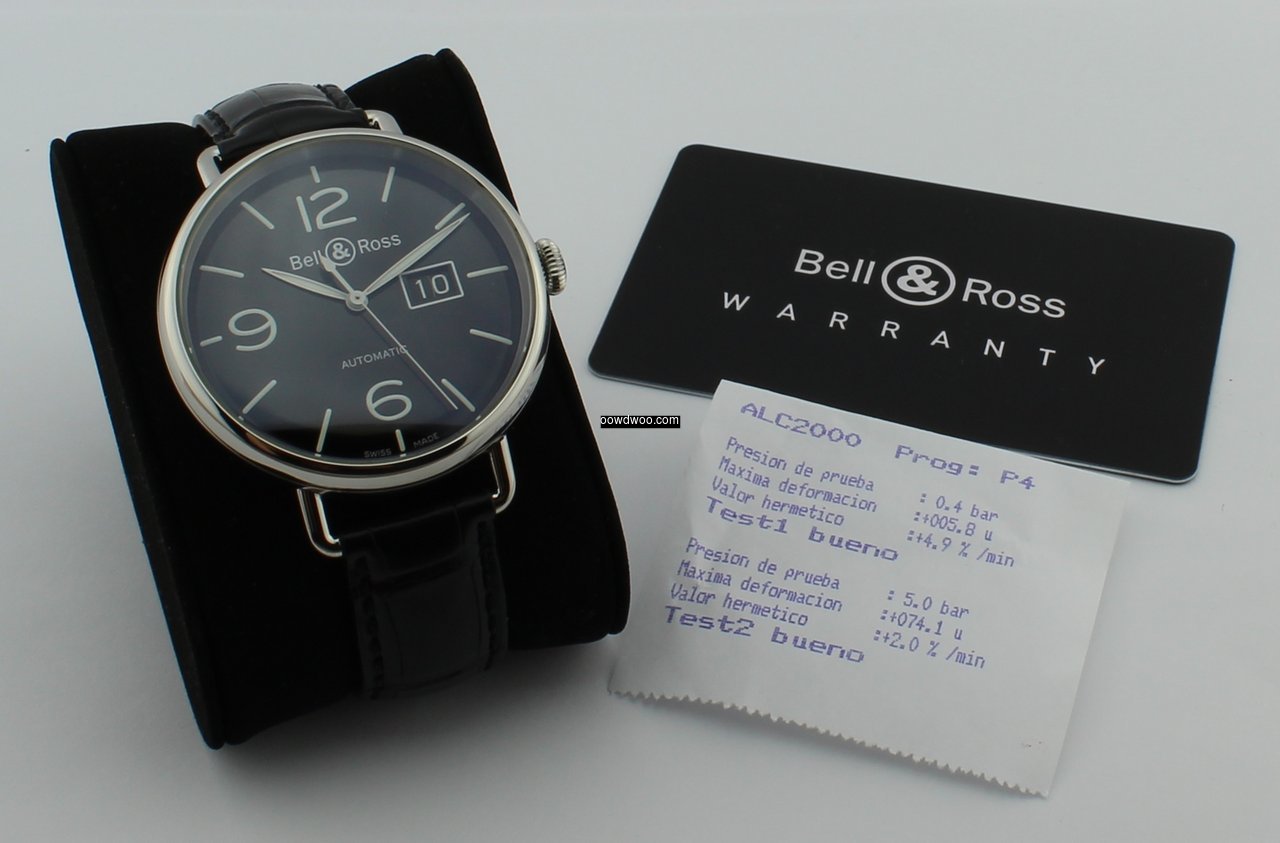 12
Bell & Ross
10
9
AUTOMATIC
6
SWISS MADE
Bell & Ross
WARRANTY
oowdwoo.com
ALC2000 Prog: P4
Presion de prueba : 0.4 bar
Maxima deformacion :+005.8 u
Valor hermetico :+4.9 % /min
Test1 bueno
Presion de prueba : 5.0 bar
Maxima deformacion :+074.1 u
Valor hermetico :+2.0 % /min
Test2 bueno